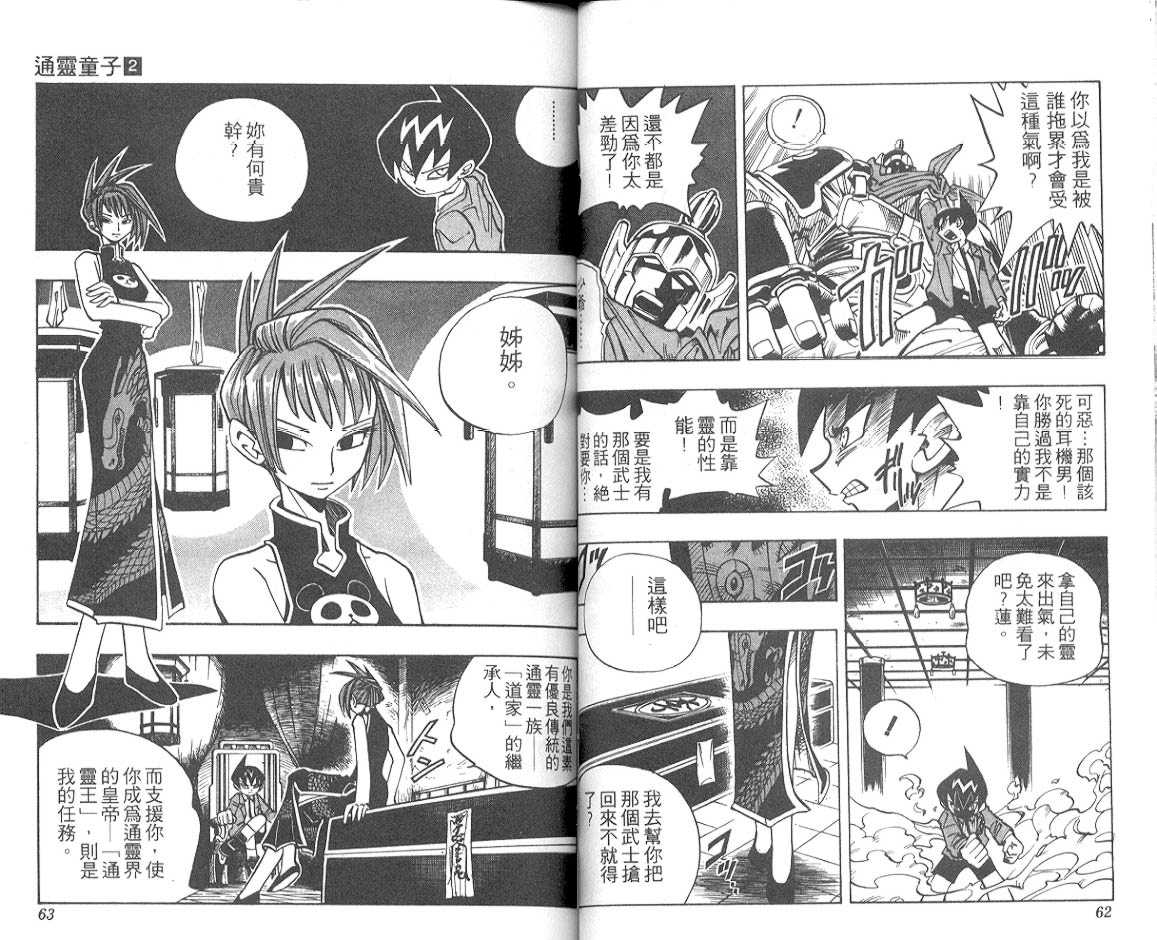 你以爲我是被
誰拖累才會受
這種氣啊？
！
還不都是
因爲你太
差勁了！
少爺……
可惡…那個該
死的耳機男！
你勝過我不是
靠自己的實力
！
而是靠
靈的性
能！
要是我有
那個武士
的話，絕
對要你…
拿自己的靈
來出氣，未
免太難看了
吧？蓮。
！
這樣吧
——
我去幫你把
那個武士搶
回來不就得
了？
62
通靈童子2
………
妳有何貴
幹？
姊姊。
你是我們這素
有優良傳統的
通靈一族——
「道家」的繼
承人，
トン
而支援你，使
你成爲通靈界
的皇帝—「通
靈王」，則是
我的任務。
63